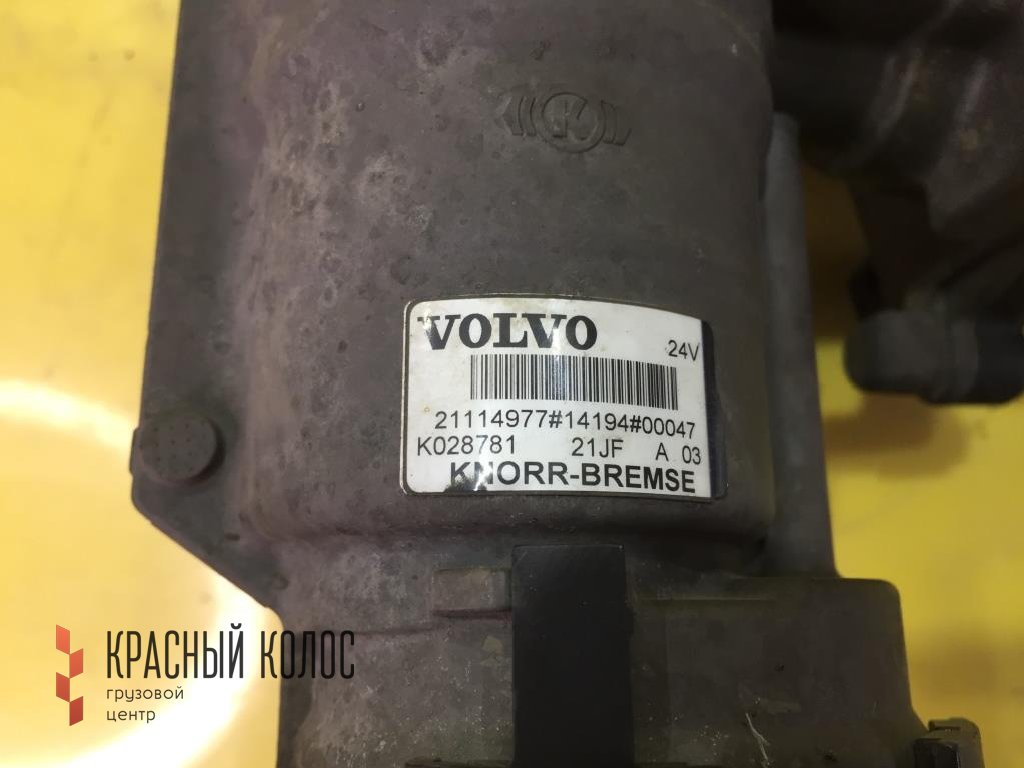 K
VOLVO
24V
21114977#14194#00047
K028781 21JF A 03
KNORR-BREMSE
КРАСНЫЙ КОЛОС
грузовой
центр